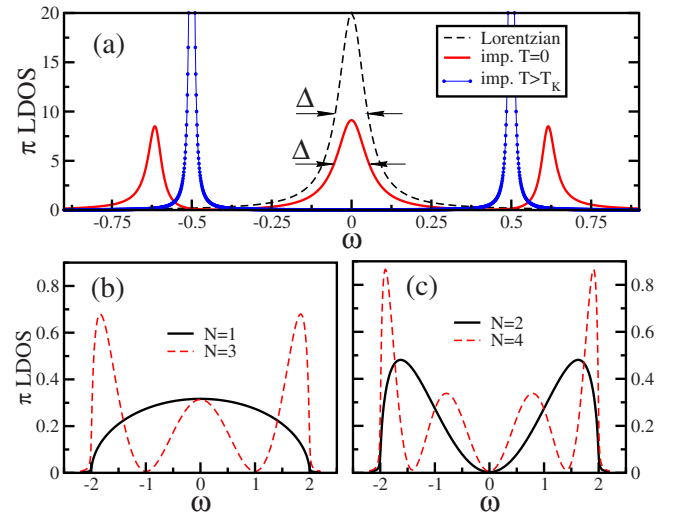 (a)
π LDOS
20
15
10
5
0
Lorentzian
imp. T=0
imp. T>T_K
Δ
Δ
-0.75 -0.5 -0.25 0 0.25 0.5 0.75
ω
(b)
π LDOS
0.8
0.6
0.4
0.2
0
N=1
N=3
-2 -1 0 1 2
ω
(c)
N=2
N=4
0.8
0.6
0.4
0.2
0
π LDOS
-2 -1 0 1 2
ω